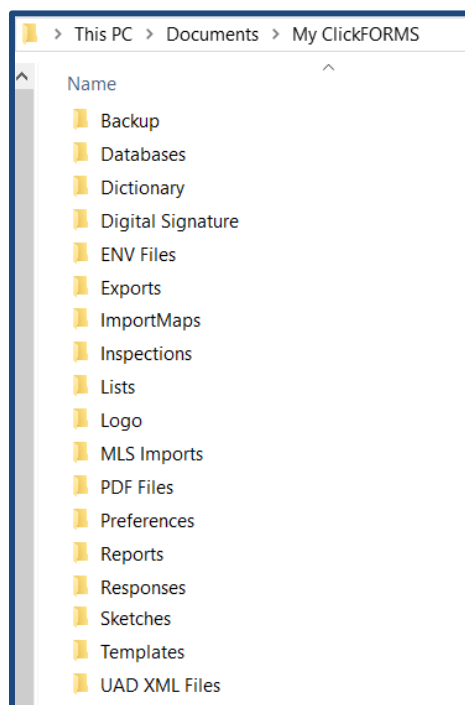 This PC > Documents > My ClickFORMS
Name
Backup
Databases
Dictionary
Digital Signature
ENV Files
Exports
ImportMaps
Inspections
Lists
Logo
MLS Imports
PDF Files
Preferences
Reports
Responses
Sketches
Templates
UAD XML Files